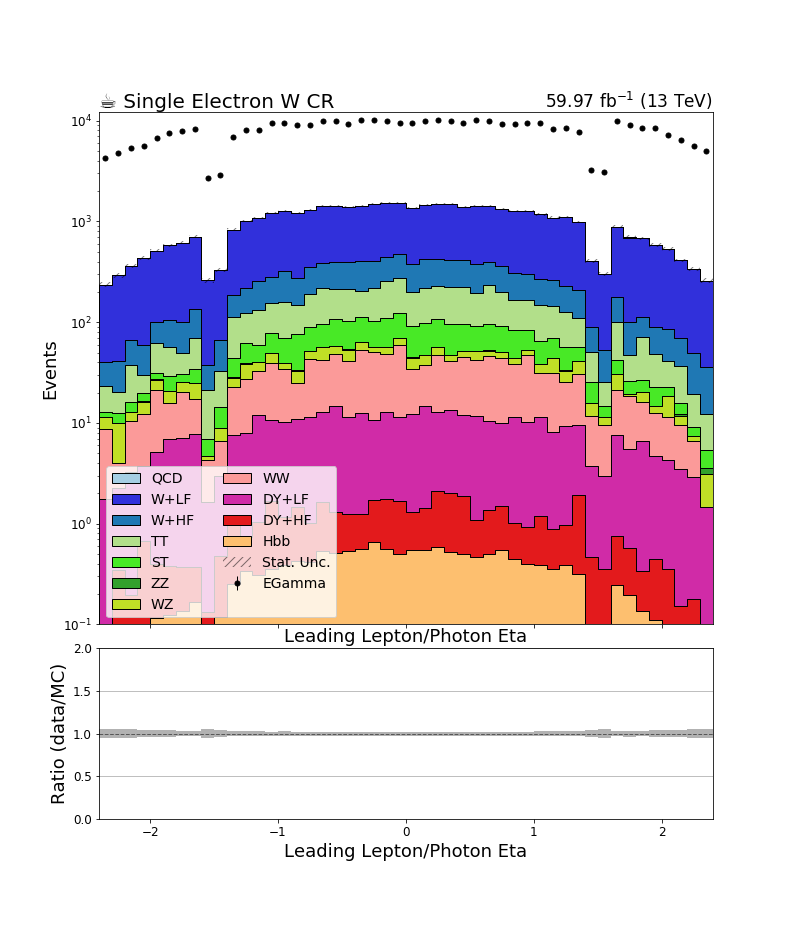 ☕ Single Electron W CR
59.97 fb⁻¹ (13 TeV)
Events
10⁴
10³
10²
10¹
10⁰
10⁻¹
QCD
W+LF
W+HF
TT
ST
ZZ
WZ
WW
DY+LF
DY+HF
Hbb
Stat. Unc.
EGamma
Leading Lepton/Photon Eta
Ratio (data/MC)
2.0
1.5
1.0
0.5
0.0
−2 −1 0 1 2
Leading Lepton/Photon Eta